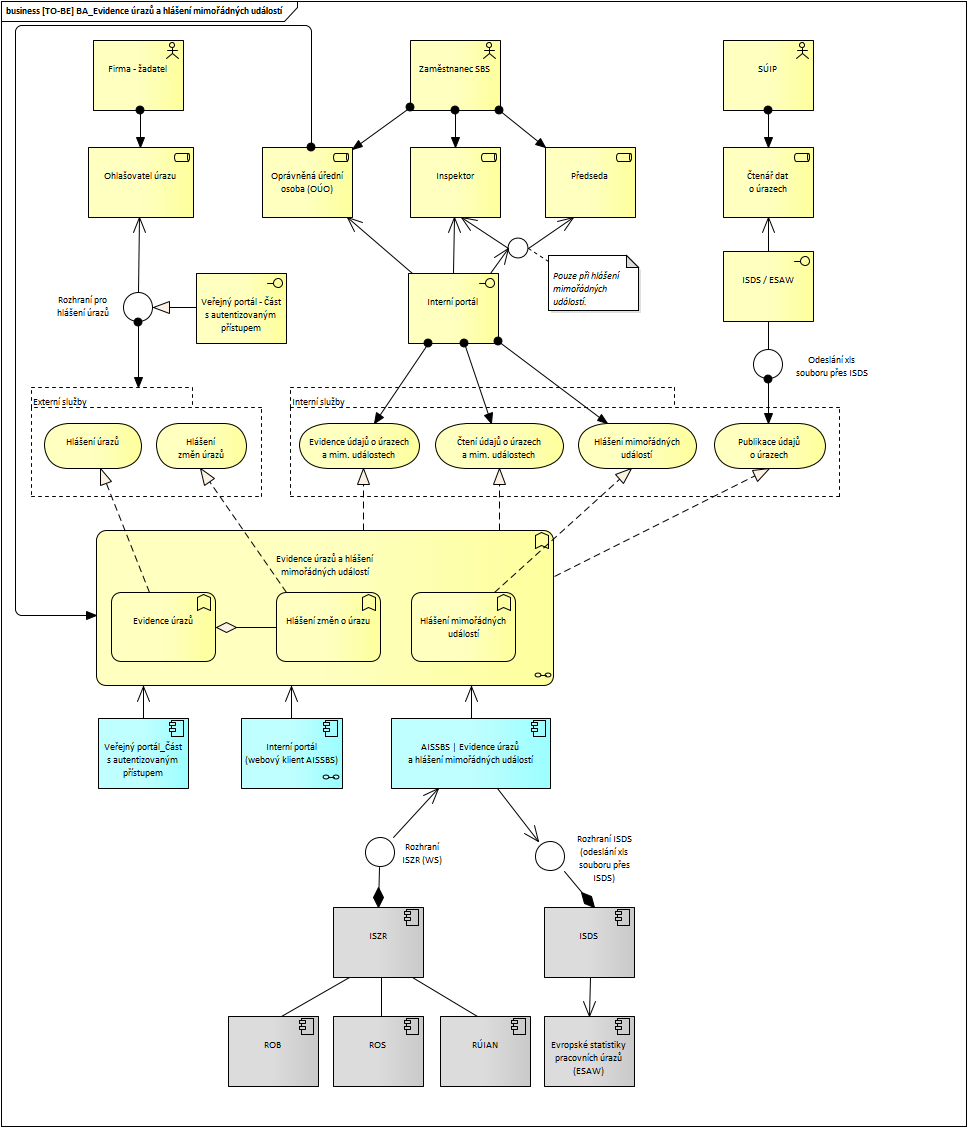 business [TO-BE] BA_Evidence úrazů a hlášení mimořádných událostí
Firma - žadatel
Zaměstnanec SBS
SÚIP
Ohlašovatel úrazu
Oprávněná úřední
osoba (OÚO)
Inspektor
Předseda
Čtenář dat
o úrazech
Rozhraní pro
hlášení úrazů
Veřejný portál - Část
s autentizovaným
přístupem
Interní portál
Pouze při hlášení
mimořádných
událostí.
ISDS / ESAW
Odeslání xls
souboru přes ISDS
Externí služby
Hlášení úrazů
Hlášení
změn úrazů
Interní služby
Evidence údajů o úrazech
a mim. událostech
Čtení údajů o úrazech
a mim. událostech
Hlášení mimořádných
událostí
Publikace údajů
o úrazech
Evidence úrazů a hlášení
mimořádných událostí
Evidence úrazů
Hlášení změn o úrazu
Hlášení mimořádných
událostí
Veřejný portál_Část
s autentizovaným
přístupem
Interní portál
(webový klient AISSBS)
AISSBS | Evidence úrazů
a hlášení mimořádných událostí
Rozhraní
ISZR (WS)
Rozhraní ISDS
(odeslání xls
souboru přes
ISDS)
ISZR
ISDS
ROB
ROS
RÚIAN
Evropské statistiky
pracovních úrazů
(ESAW)